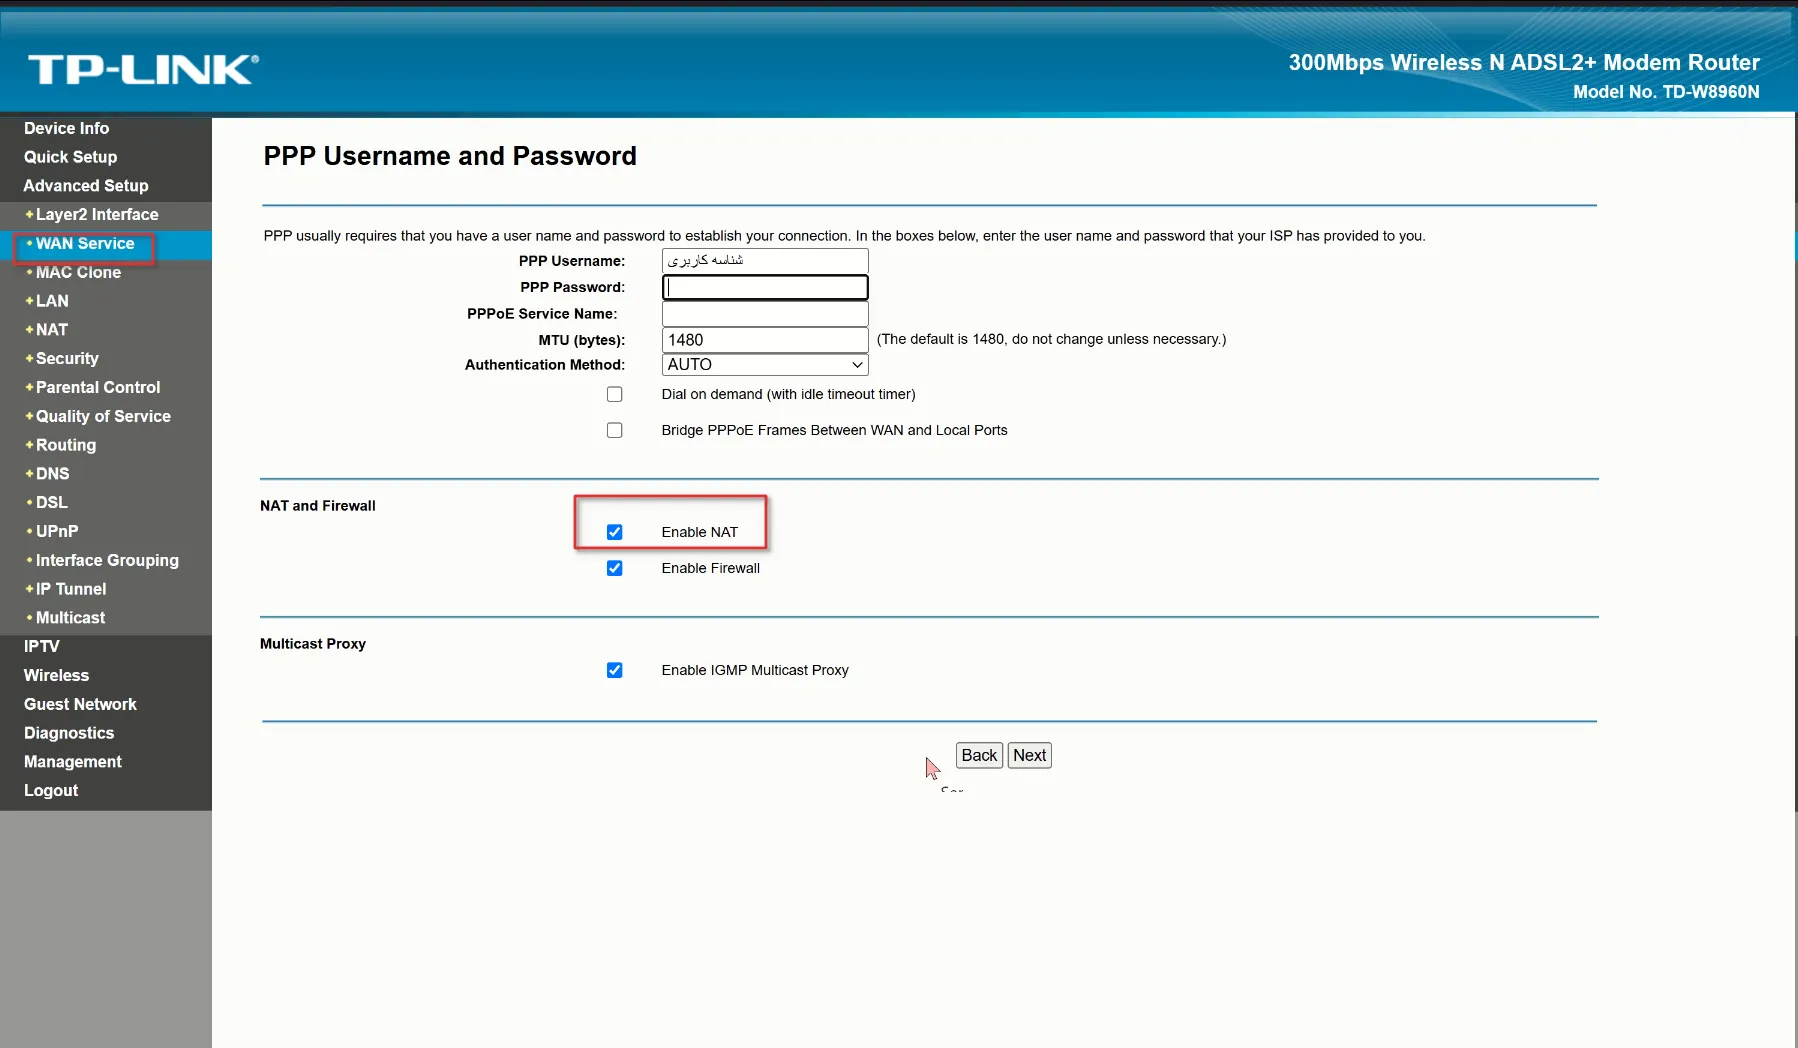 TP-LINK®
300Mbps Wireless N ADSL2+ Modem Router
Model No. TD-W8960N
Device Info
Quick Setup
Advanced Setup
+Layer2 Interface
•WAN Service
•MAC Clone
+LAN
+NAT
+Security
+Parental Control
+Quality of Service
+Routing
+DNS
•DSL
•UPnP
•Interface Grouping
+IP Tunnel
•Multicast
IPTV
Wireless
Guest Network
Diagnostics
Management
Logout
PPP Username and Password
PPP usually requires that you have a user name and password to establish your connection. In the boxes below, enter the user name and password that your ISP has provided to you.
PPP Username: شناسه کاربری
PPP Password:
PPPoE Service Name:
MTU (bytes): 1480 (The default is 1480, do not change unless necessary.)
Authentication Method: AUTO
Dial on demand (with idle timeout timer)
Bridge PPPoE Frames Between WAN and Local Ports
NAT and Firewall
Enable NAT
Enable Firewall
Multicast Proxy
Enable IGMP Multicast Proxy
Back Next